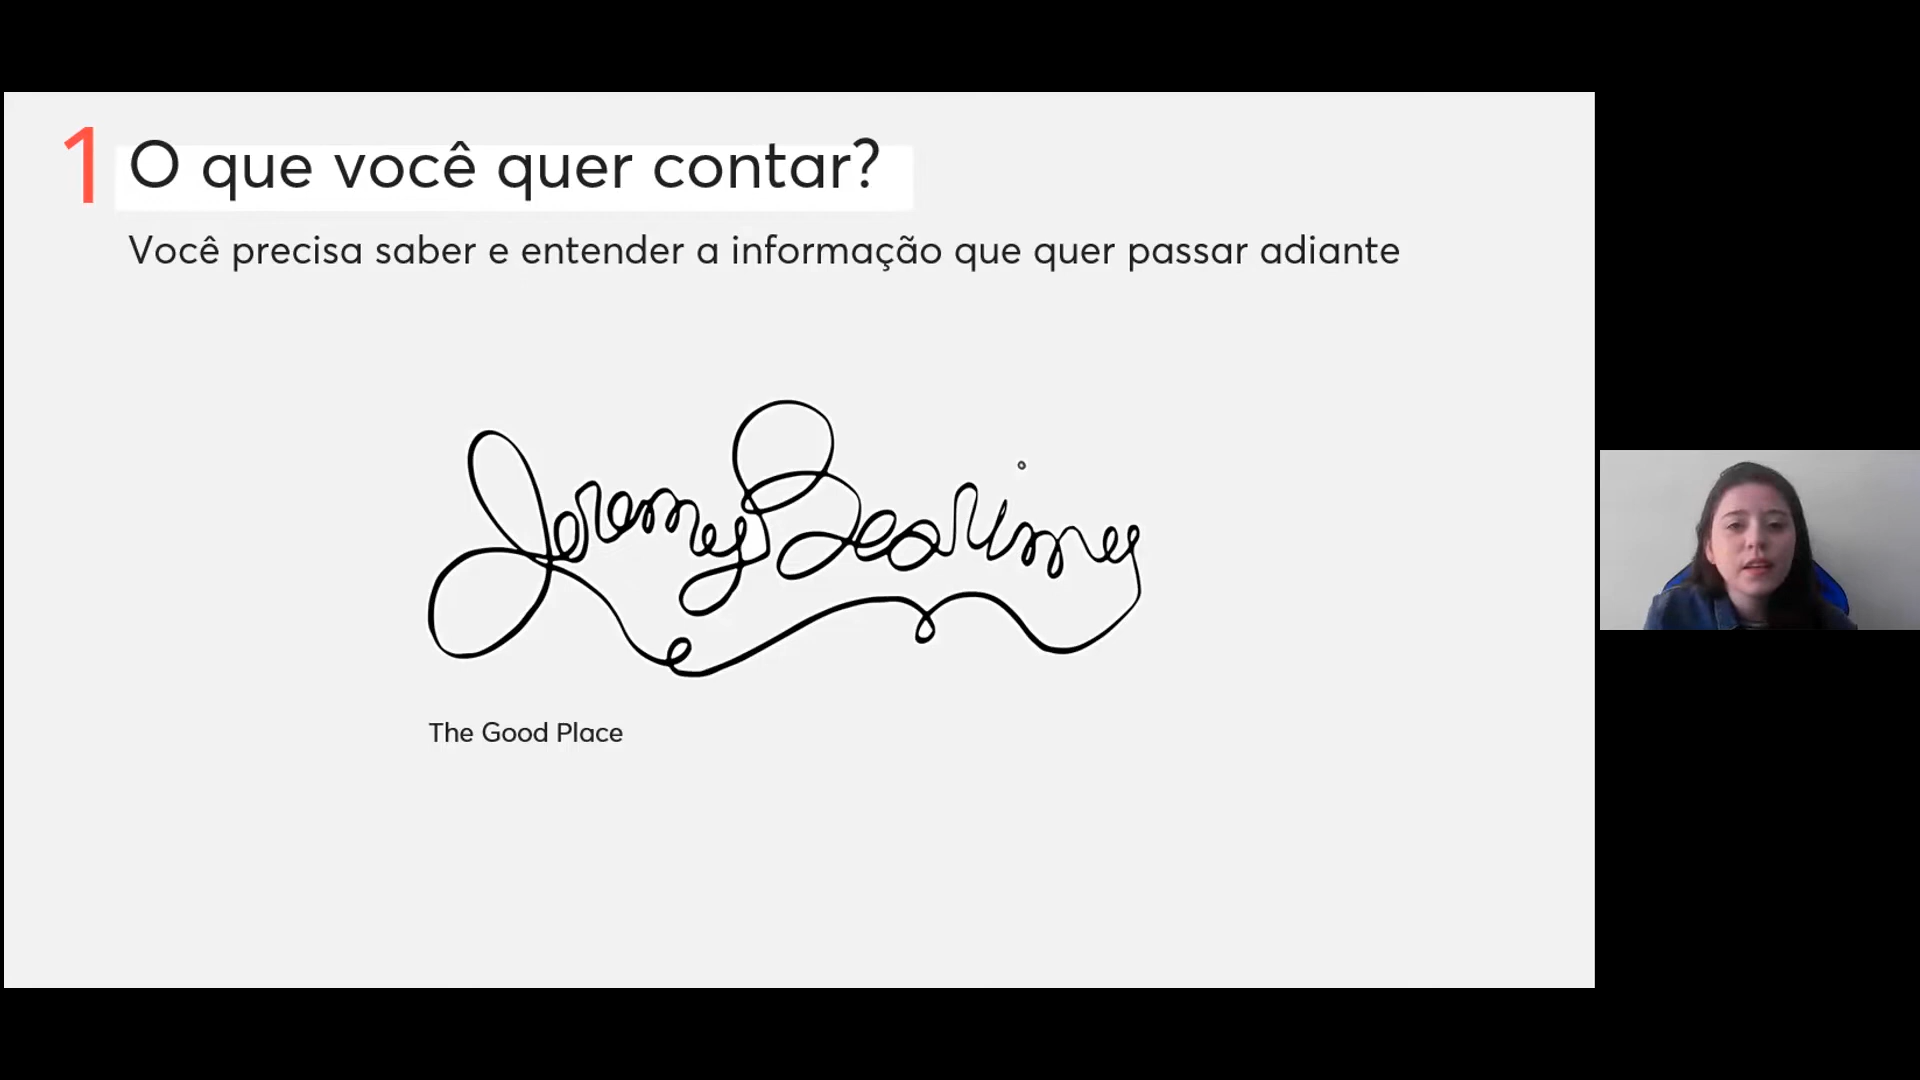 1 O que você quer contar?
Você precisa saber e entender a informação que quer passar adiante
Jeremy Bearimy
The Good Place